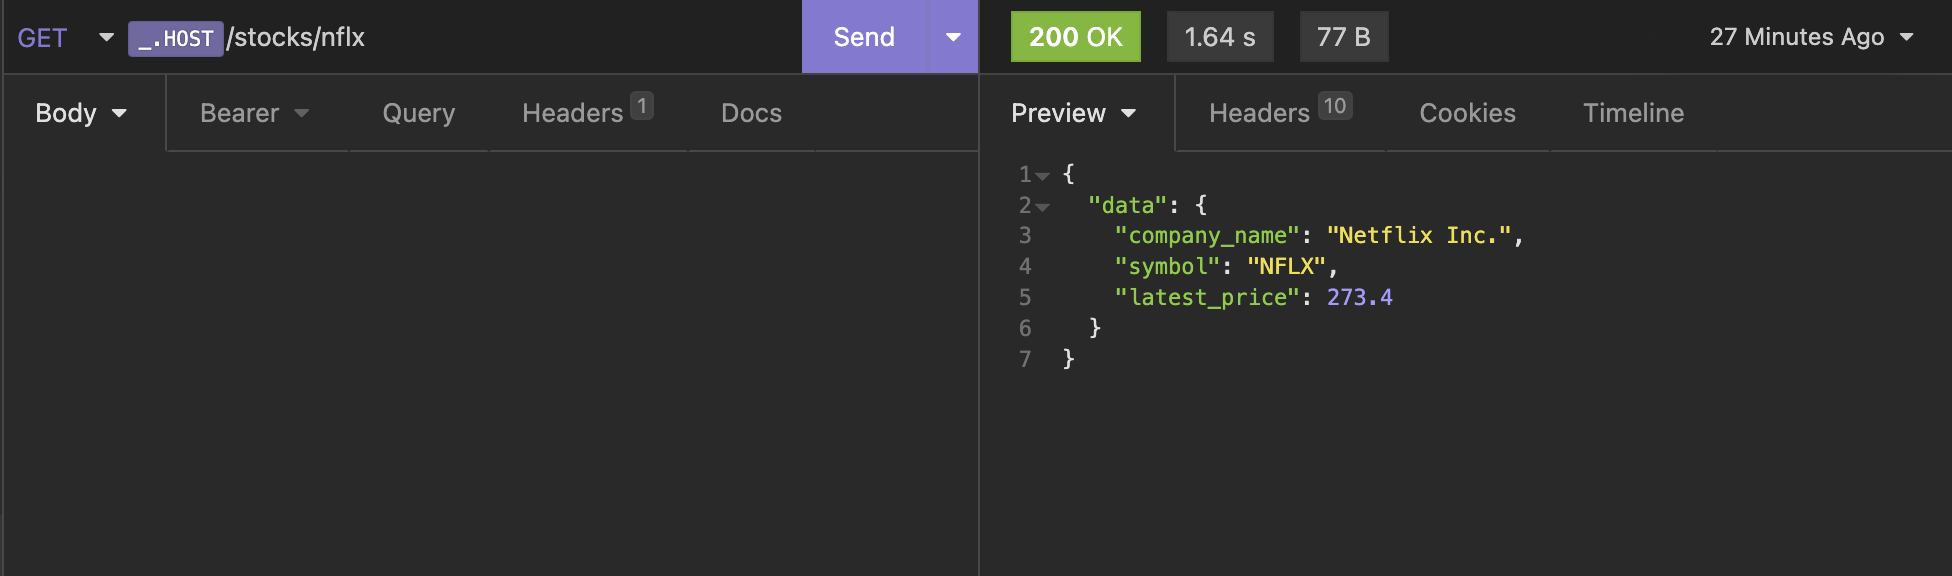 GET _.HOST /stocks/nflx Send 200 OK 1.64 s 77 B 27 Minutes Ago
Body Bearer Query Headers 1 Docs Preview Headers 10 Cookies Timeline
1 {
2 "data": {
3 "company_name": "Netflix Inc.",
4 "symbol": "NFLX",
5 "latest_price": 273.4
6 }
7 }